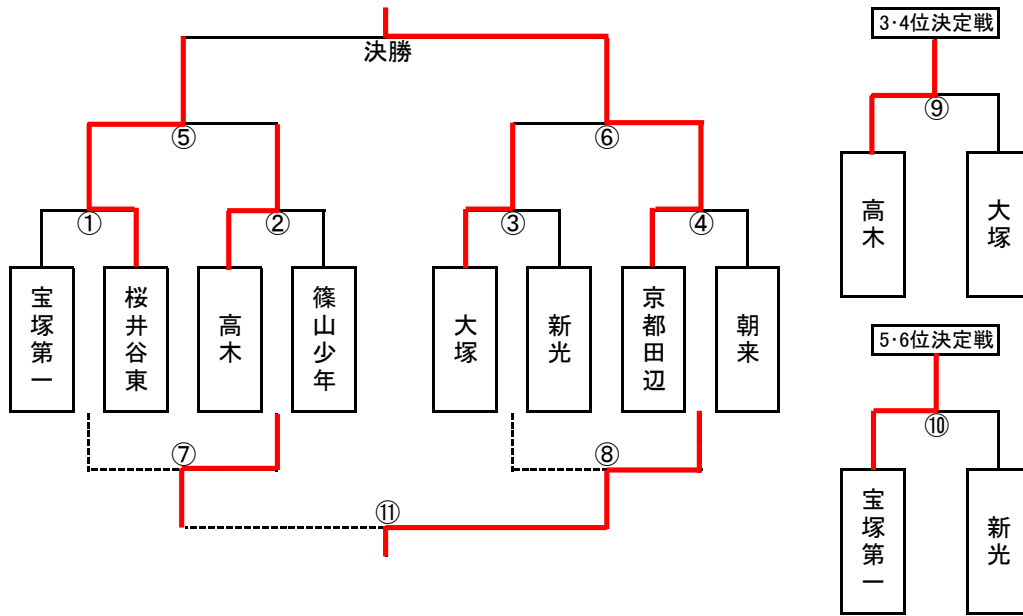 3･4位決定戦
決勝
⑤
⑥
⑨
高木
大塚
①
②
③
④
宝塚第一
桜井谷東
高木
篠山少年
大塚
新光
京都田辺
朝来
5･6位決定戦
⑩
⑦
⑧
宝塚第一
新光
⑪